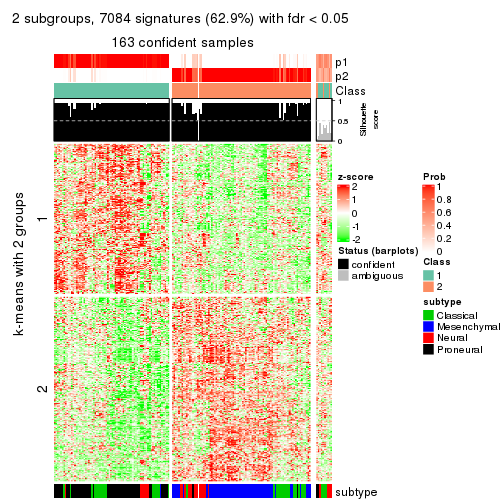 2 subgroups, 7084 signatures (62.9%) with fdr < 0.05
163 confident samples
p1
p2
Class
1
0.5
0
Silhouette
score
k-means with 2 groups
1
2
z-score
2
1
0
-1
-2
Status (barplots)
confident
ambiguous
Prob
1
0.8
0.6
0.4
0.2
0
Class
1
2
subtype
Classical
Mesenchymal
Neural
Proneural
subtype